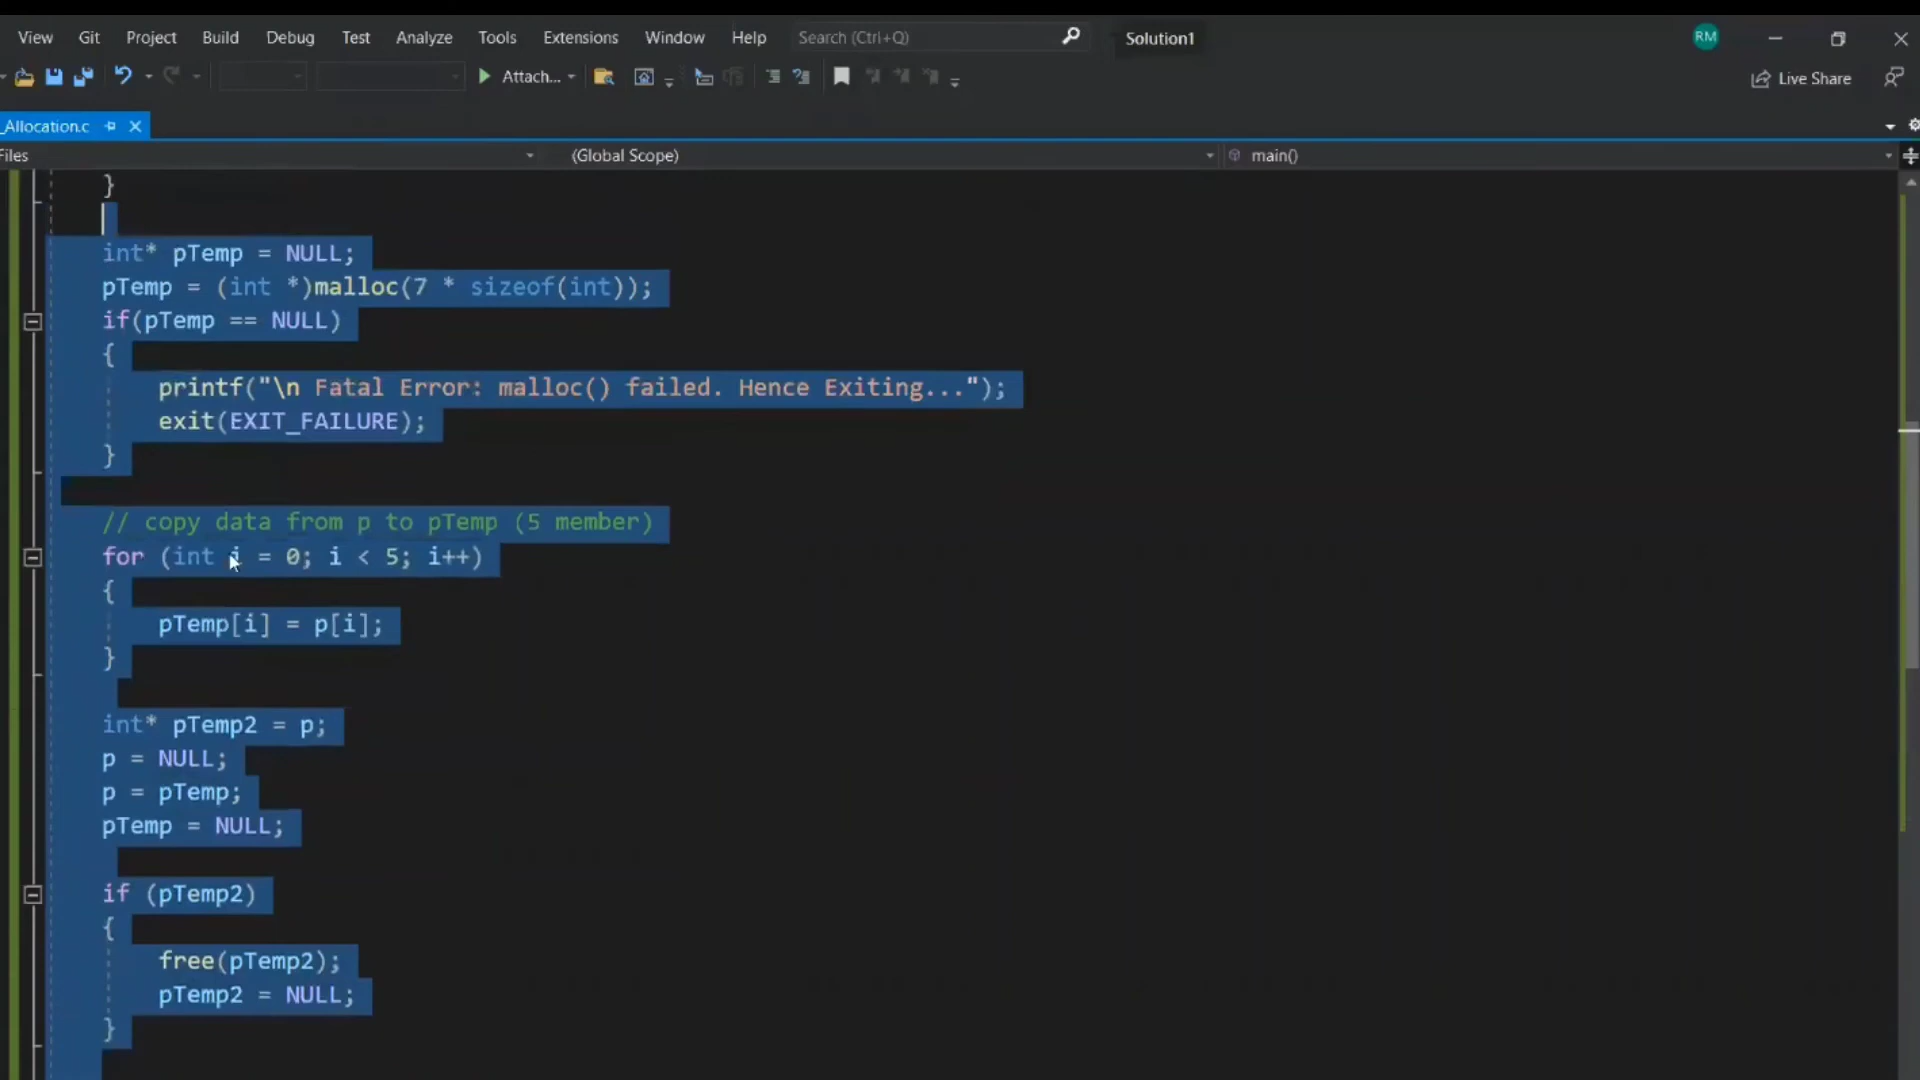 View Git Project Build Debug Test Analyze Tools Extensions Window Help Search (Ctrl+Q) Solution1 RM
Attach... Live Share
_Allocation.c
Files (Global Scope) main()
}
int* pTemp = NULL;
pTemp = (int *)malloc(7 * sizeof(int));
if(pTemp == NULL)
{
printf("\n Fatal Error: malloc() failed. Hence Exiting...");
exit(EXIT_FAILURE);
}
// copy data from p to pTemp (5 member)
for (int i = 0; i < 5; i++)
{
pTemp[i] = p[i];
}
int* pTemp2 = p;
p = NULL;
p = pTemp;
pTemp = NULL;
if (pTemp2)
{
free(pTemp2);
pTemp2 = NULL;
}